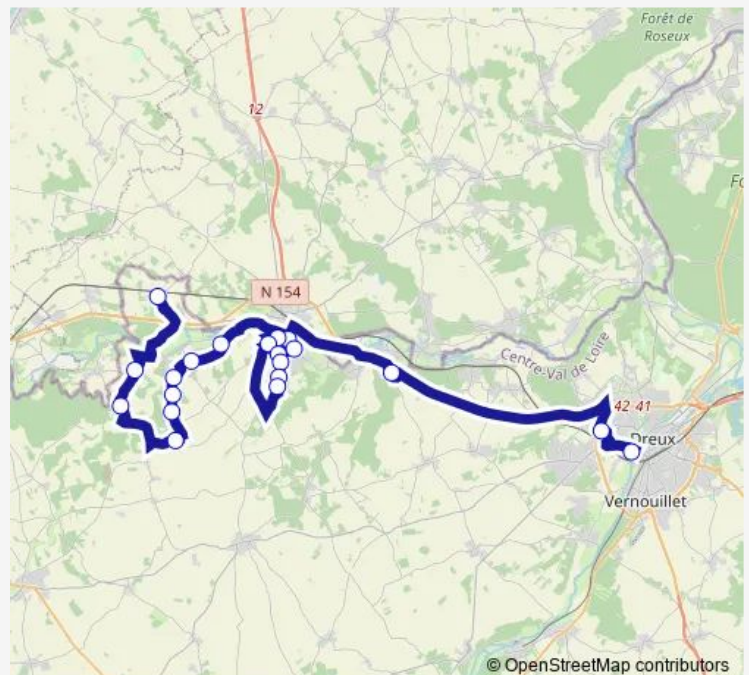 Forêt de
Roseux
12
N 154
Centre-Val de Loire
42-41
Dreux
Vernouillet
© OpenStreetMap contributors